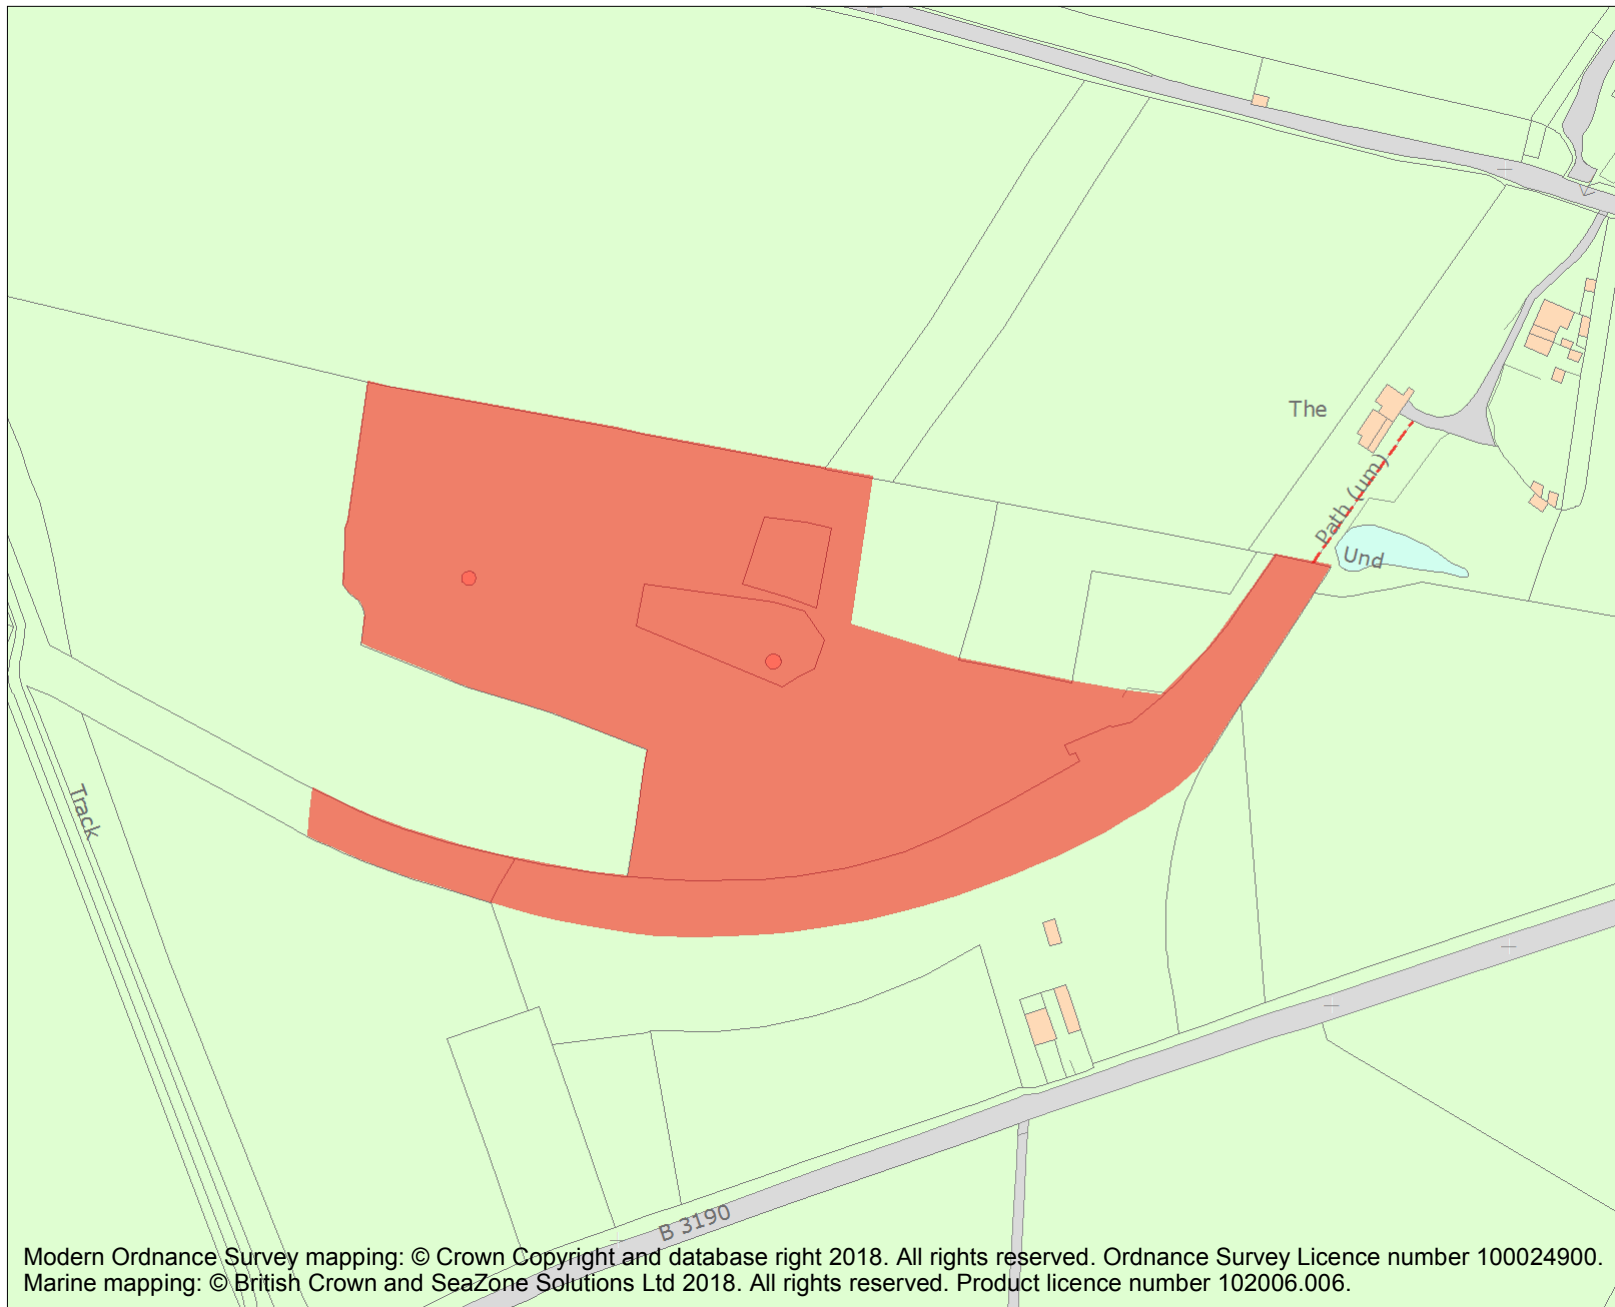 The
Path (um)
Und
Track
B 3190
Modern Ordnance Survey mapping: © Crown Copyright and database right 2018. All rights reserved. Ordnance Survey Licence number 100024900.
Marine mapping: © British Crown and SeaZone Solutions Ltd 2018. All rights reserved. Product licence number 102006.006.